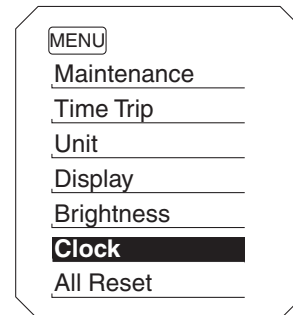 MENU
Maintenance
Time Trip
Unit
Display
Brightness
Clock
All Reset